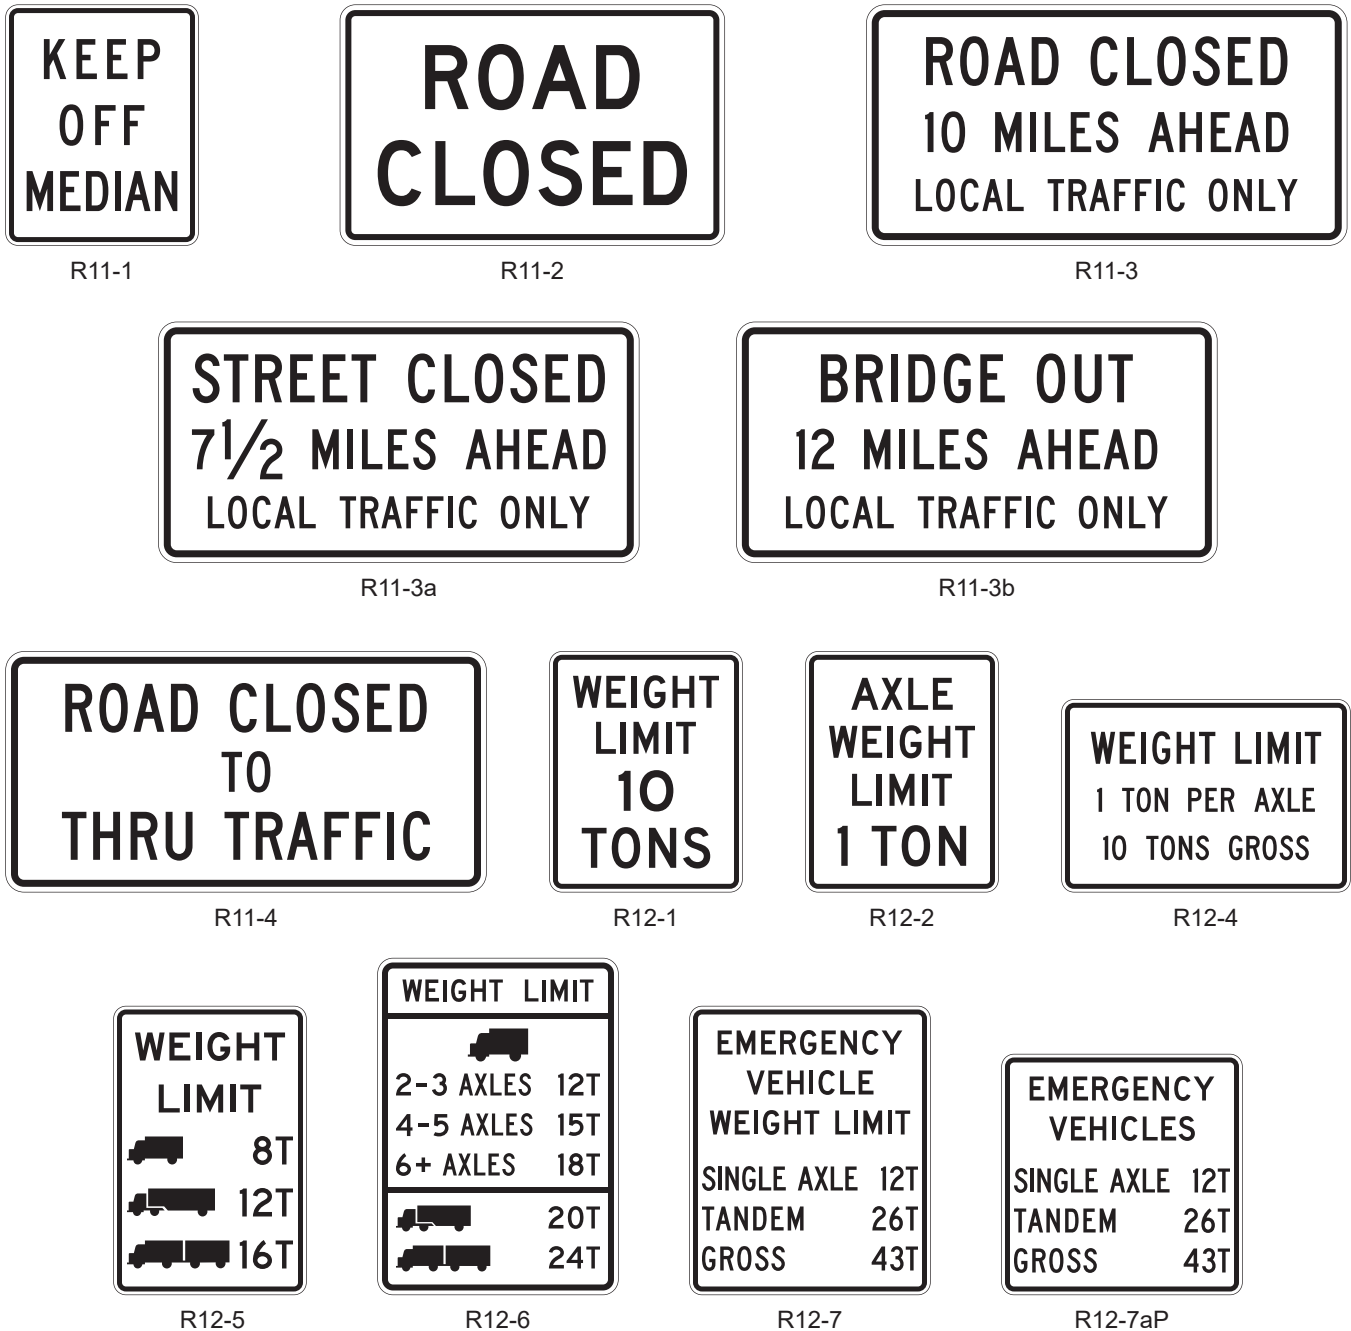 KEEP
OFF
MEDIAN
R11-1
ROAD
CLOSED
R11-2
ROAD CLOSED
10 MILES AHEAD
LOCAL TRAFFIC ONLY
R11-3
STREET CLOSED
7 1/2 MILES AHEAD
LOCAL TRAFFIC ONLY
R11-3a
BRIDGE OUT
12 MILES AHEAD
LOCAL TRAFFIC ONLY
R11-3b
ROAD CLOSED
TO
THRU TRAFFIC
R11-4
WEIGHT
LIMIT
10
TONS
R12-1
AXLE
WEIGHT
LIMIT
1 TON
R12-2
WEIGHT LIMIT
1 TON PER AXLE
10 TONS GROSS
R12-4
WEIGHT
LIMIT
8T
12T
16T
R12-5
WEIGHT LIMIT
2-3 AXLES 12T
4-5 AXLES 15T
6+ AXLES 18T
20T
24T
R12-6
EMERGENCY
VEHICLE
WEIGHT LIMIT
SINGLE AXLE 12T
TANDEM 26T
GROSS 43T
R12-7
EMERGENCY
VEHICLES
SINGLE AXLE 12T
TANDEM 26T
GROSS 43T
R12-7aP